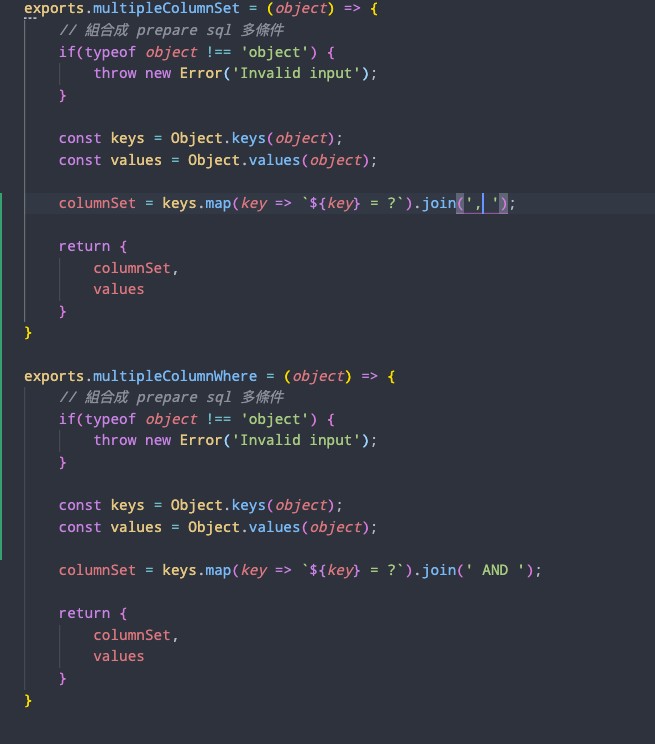 exports.multipleColumnSet = (object) => {
// 組合成 prepare sql 多條件
if(typeof object !== 'object') {
throw new Error('Invalid input');
}
const keys = Object.keys(object);
const values = Object.values(object);
columnSet = keys.map(key => `${key} = ?`).join(', ');
return {
columnSet,
values
}
}
exports.multipleColumnWhere = (object) => {
// 組合成 prepare sql 多條件
if(typeof object !== 'object') {
throw new Error('Invalid input');
}
const keys = Object.keys(object);
const values = Object.values(object);
columnSet = keys.map(key => `${key} = ?`).join(' AND ');
return {
columnSet,
values
}
}